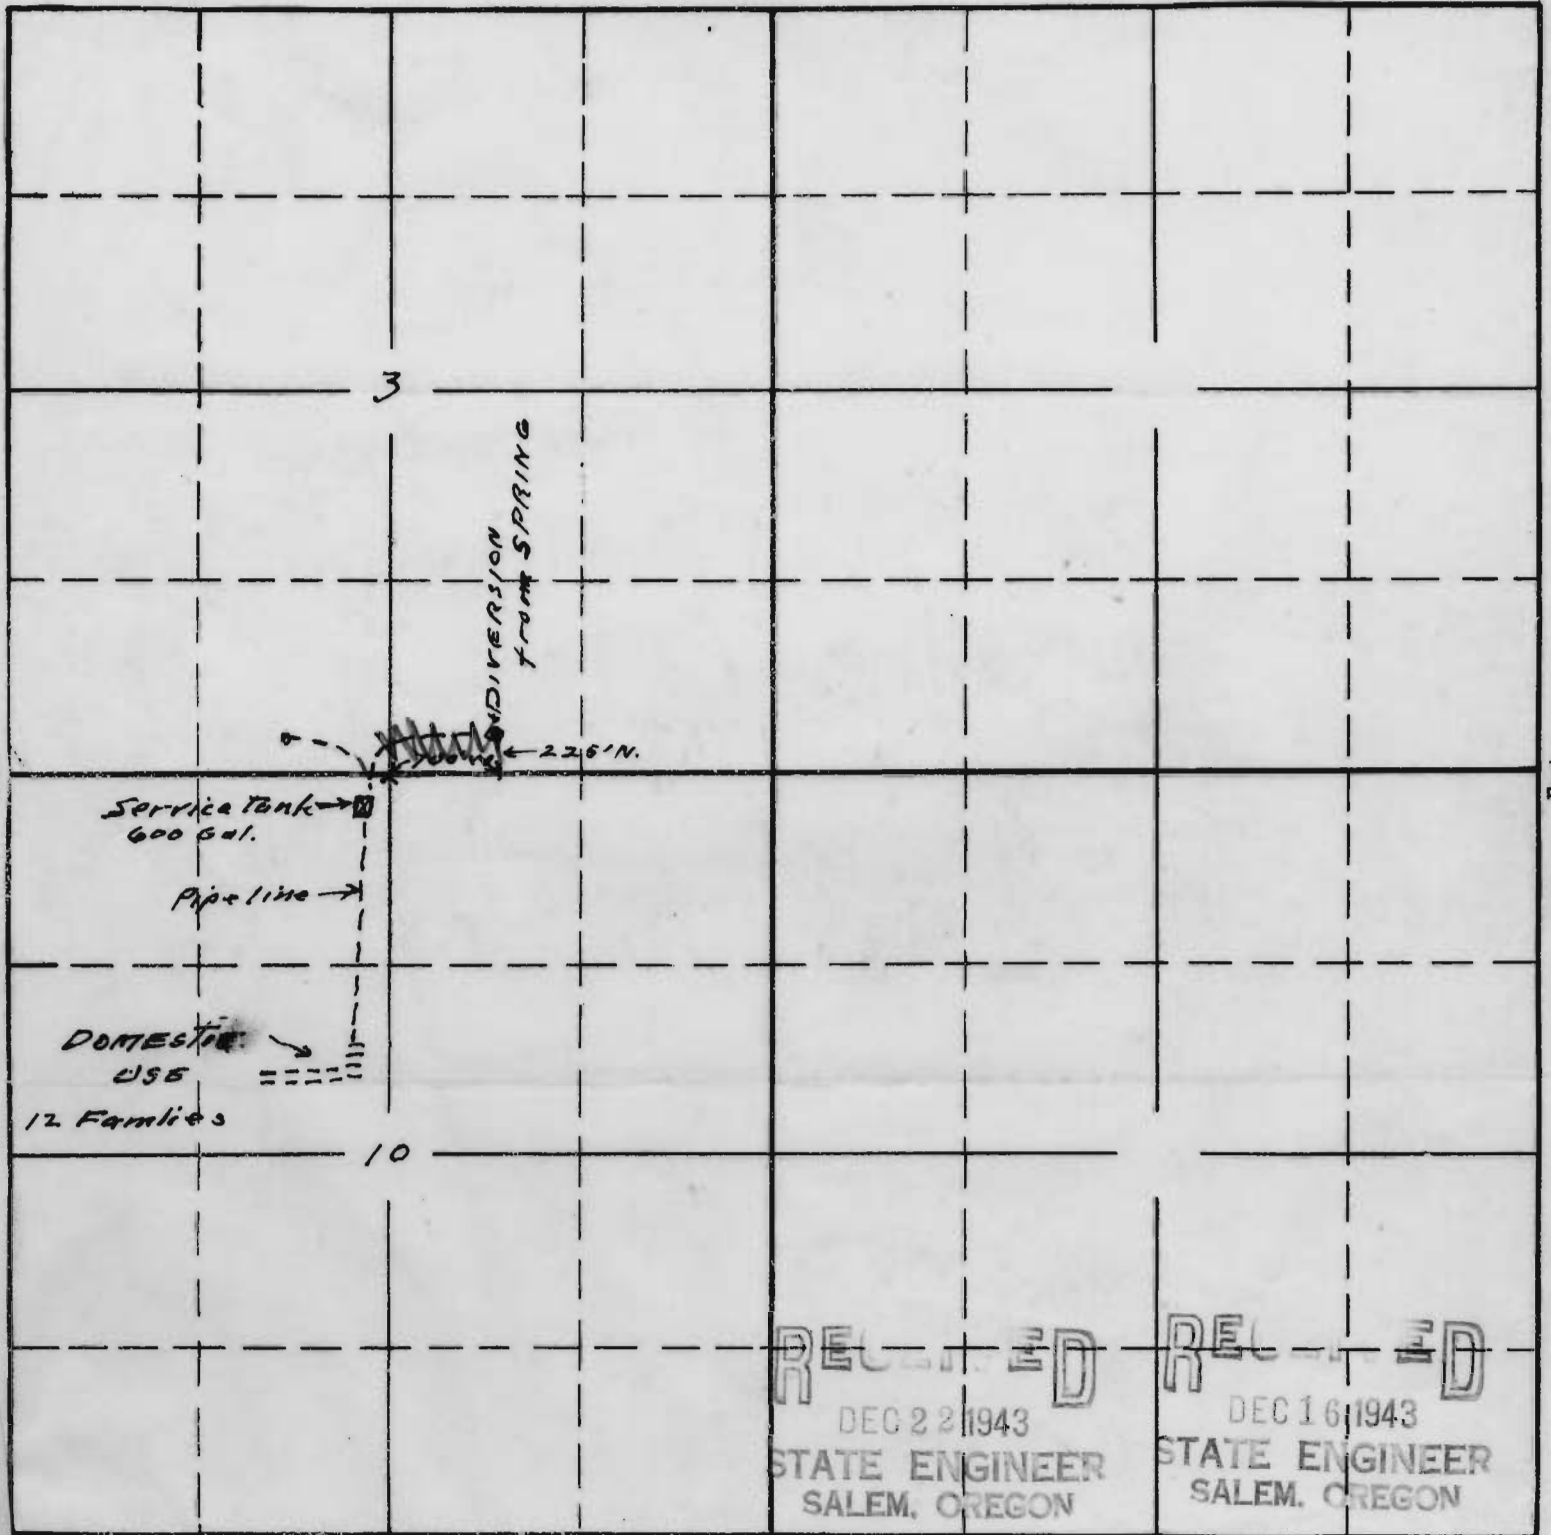 3
DIVERSION
from SPRING
225' N.
Service Tank
600 Gal.
Pipeline
DOMESTIC
USE
12 Famlies
10
RECEIVED
DEC 22 1943
STATE ENGINEER
SALEM, OREGON
RECEIVED
DEC 16 1943
STATE ENGINEER
SALEM, OREGON